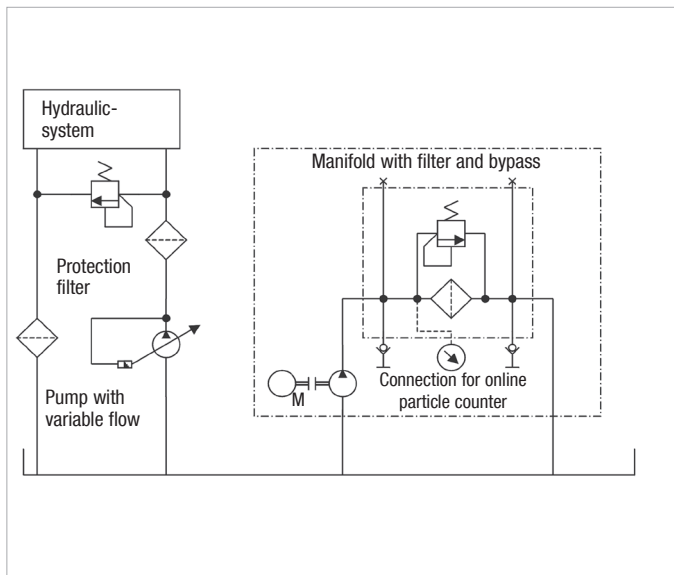 Hydraulic-
system
Manifold with filter and bypass
Protection
filter
Pump with
variable flow
M
Connection for online
particle counter